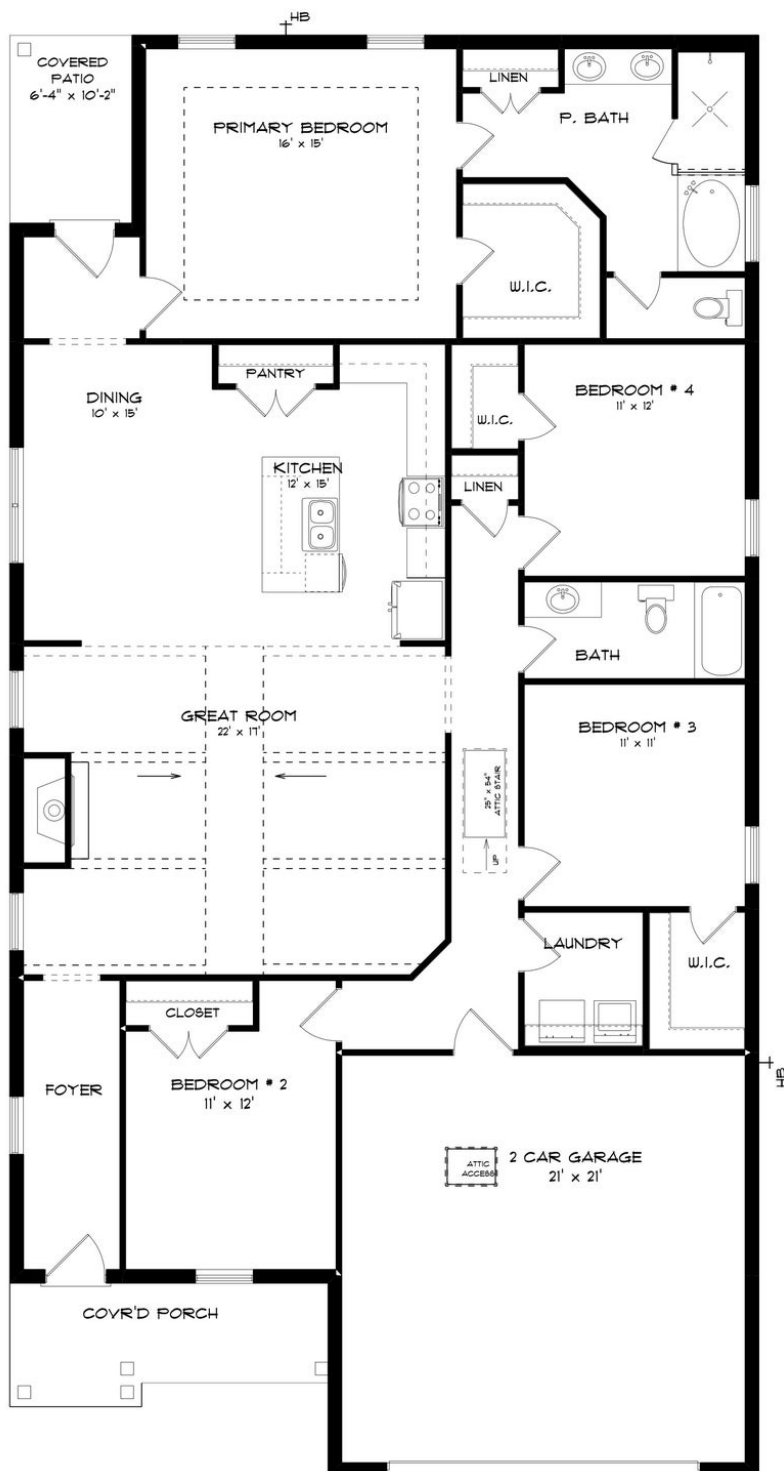 HB
COVERED
PATIO
6'-4" x 10'-2"
PRIMARY BEDROOM
16' x 15'
LINEN
P. BATH
W.I.C.
DINING
10' x 15'
PANTRY
KITCHEN
12' x 15'
W.I.C.
BEDROOM # 4
11' x 12'
LINEN
BATH
GREAT ROOM
22' x 17'
BEDROOM # 3
11' x 11'
25" x 54"
ATTIC STAIR
UP
LAUNDRY
W.I.C.
CLOSET
FOYER
BEDROOM # 2
11' x 12'
HB
ATTIC
ACCESS
2 CAR GARAGE
21' x 21'
COVR'D PORCH